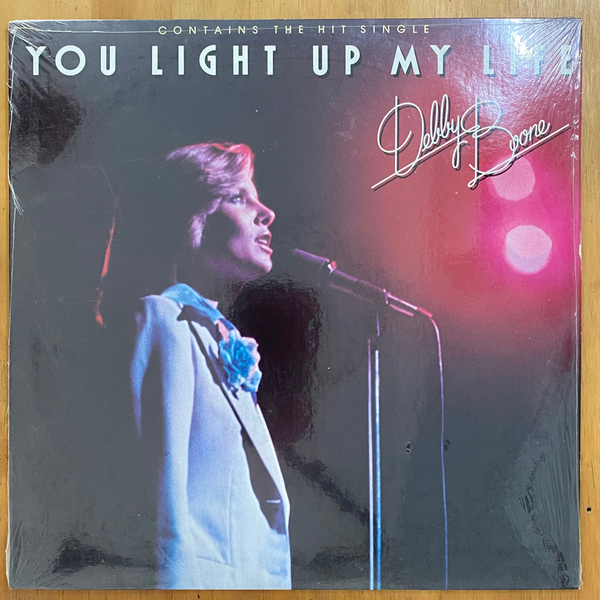 CONTAINS THE HIT SINGLE
YOU LIGHT UP MY LIFE
Debby Boone